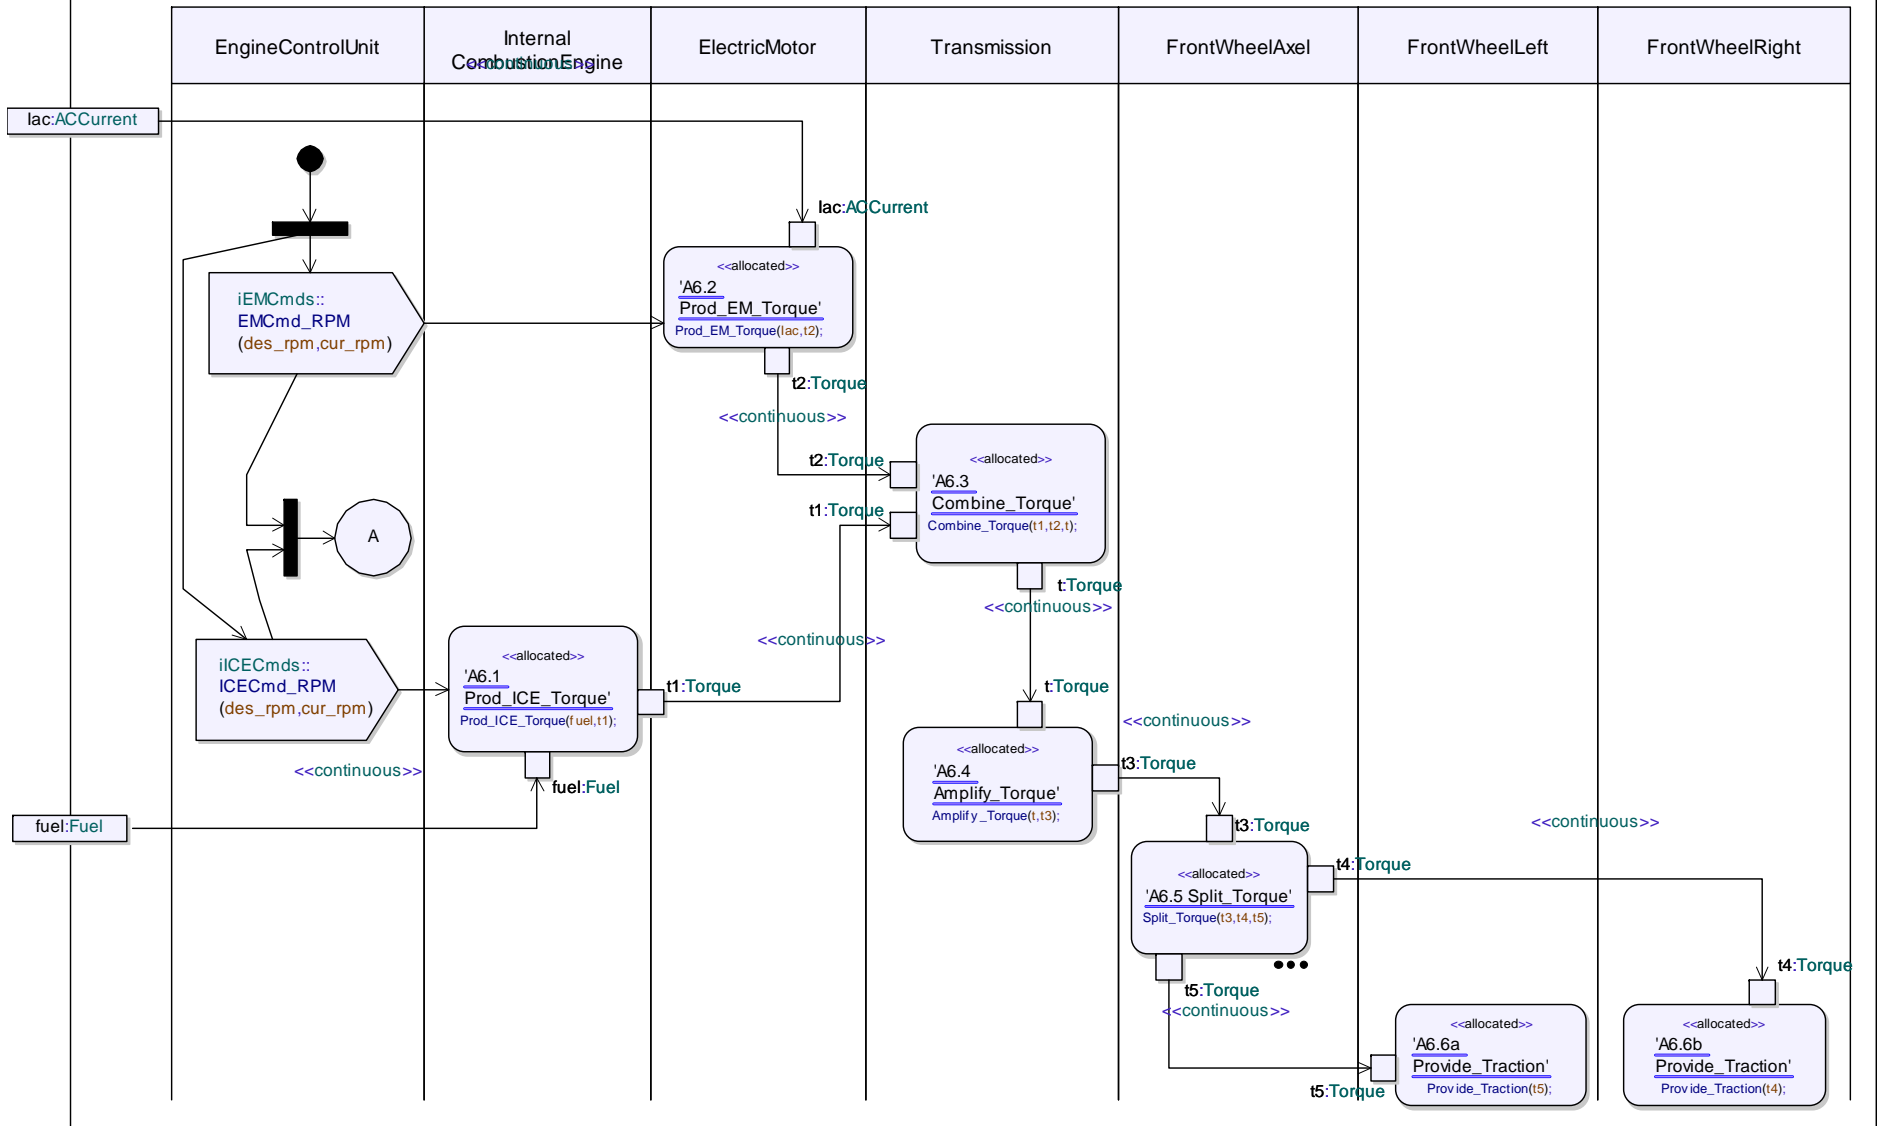 EngineControlUnit
Internal
CombustionEngine
<<continuous>>
ElectricMotor
Transmission
FrontWheelAxel
FrontWheelLeft
FrontWheelRight
Iac:ACCurrent
Iac:ACCurrent
<<allocated>>
'A6.2
Prod_EM_Torque'
Prod_EM_Torque(Iac,t2);
iEMCmds::
EMCmd_RPM
(des_rpm,cur_rpm)
t2:Torque
<<continuous>>
t2:Torque
<<allocated>>
'A6.3
Combine_Torque'
Combine_Torque(t1,t2,t);
t1:Torque
A
t:Torque
<<continuous>>
<<continuous>>
iICECmds::
ICECmd_RPM
(des_rpm,cur_rpm)
<<allocated>>
'A6.1
Prod_ICE_Torque'
Prod_ICE_Torque(fuel,t1);
t1:Torque
t:Torque
<<continuous>>
<<allocated>>
'A6.4
Amplify_Torque'
Amplify_Torque(t,t3);
t3:Torque
<<continuous>>
fuel:Fuel
fuel:Fuel
t3:Torque
<<continuous>>
<<allocated>>
'A6.5 Split_Torque'
Split_Torque(t3,t4,t5);
t4:Torque
t4:Torque
t5:Torque
<<continuous>>
<<allocated>>
'A6.6a
Provide_Traction'
Provide_Traction(t5);
<<allocated>>
'A6.6b
Provide_Traction'
Provide_Traction(t4);
t5:Torque